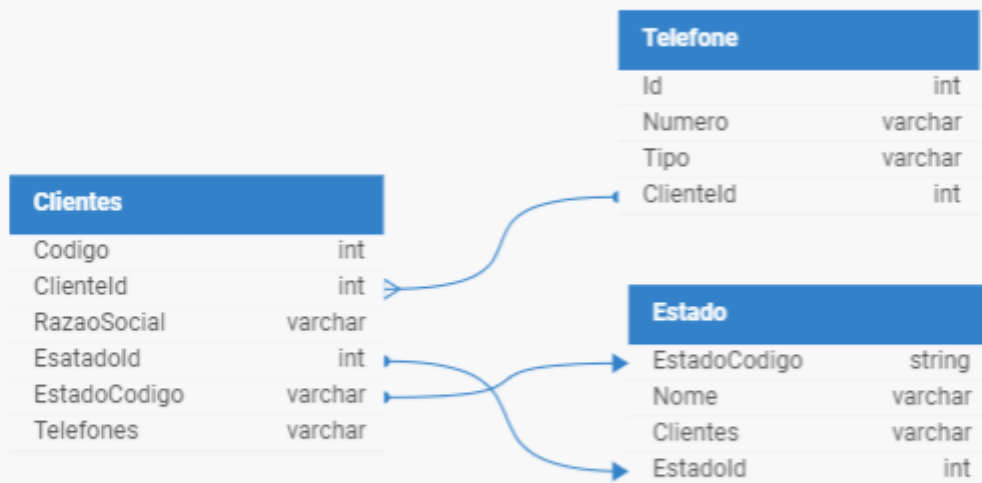 Telefone
Id int
Numero varchar
Tipo varchar
ClienteId int
Clientes
Codigo int
ClienteId int
RazaoSocial varchar
EsatadoId int
EstadoCodigo varchar
Telefones varchar
Estado
EstadoCodigo string
Nome varchar
Clientes varchar
EstadoId int